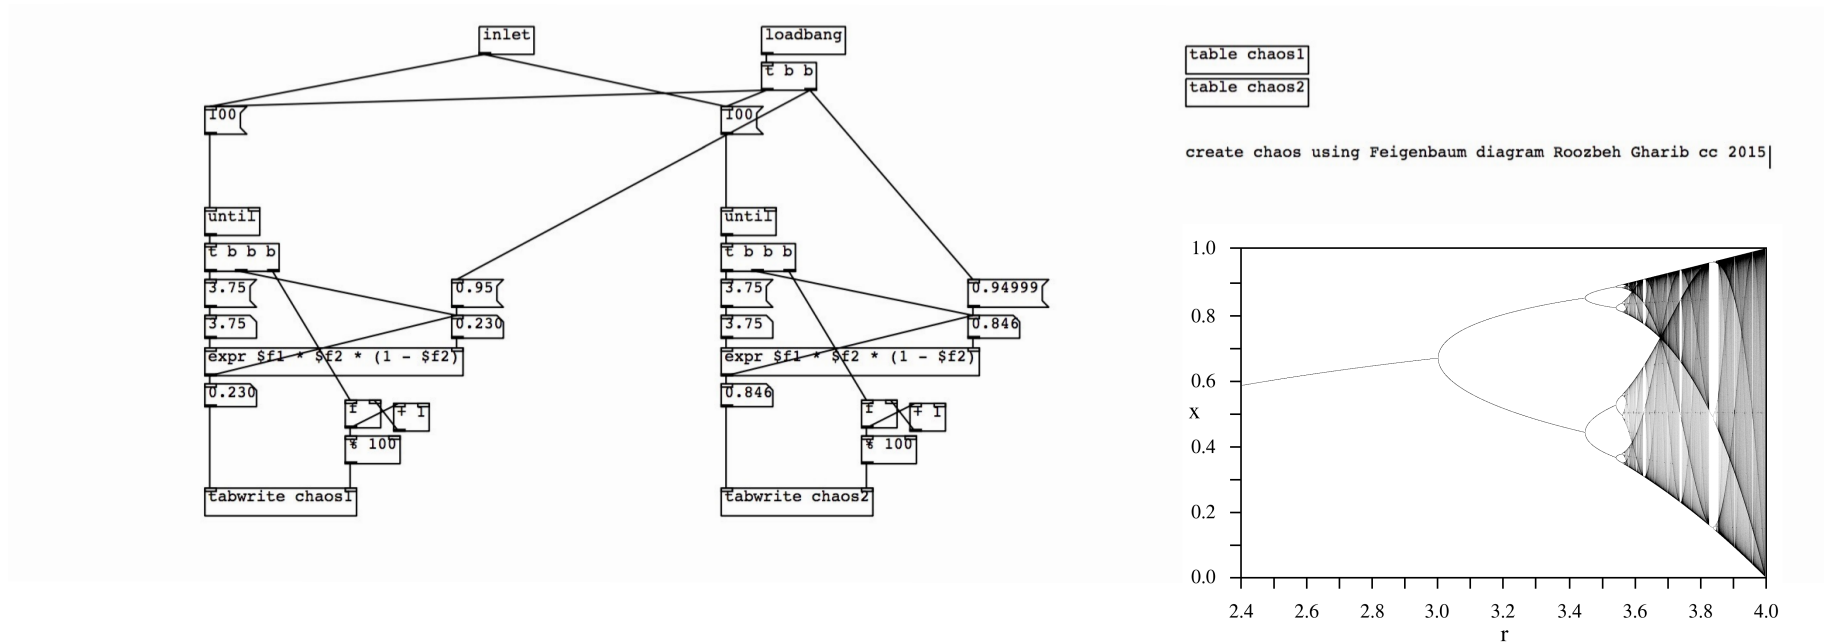 inlet
loadbang
t b b
100
100
until
until
t b b b
t b b b
3.75
0.95
3.75
0.94999
3.75
0.230
3.75
0.846
expr $f1 * $f2 * (1 - $f2)
expr $f1 * $f2 * (1 - $f2)
0.230
0.846
f
+ 1
f
+ 1
% 100
% 100
tabwrite chaos1
tabwrite chaos2
table chaos1
table chaos2
create chaos using Feigenbaum diagram Roozbeh Gharib cc 2015
1.0
0.8
0.6
x
0.4
0.2
0.0
2.4 2.6 2.8 3.0 3.2 3.4 3.6 3.8 4.0
r